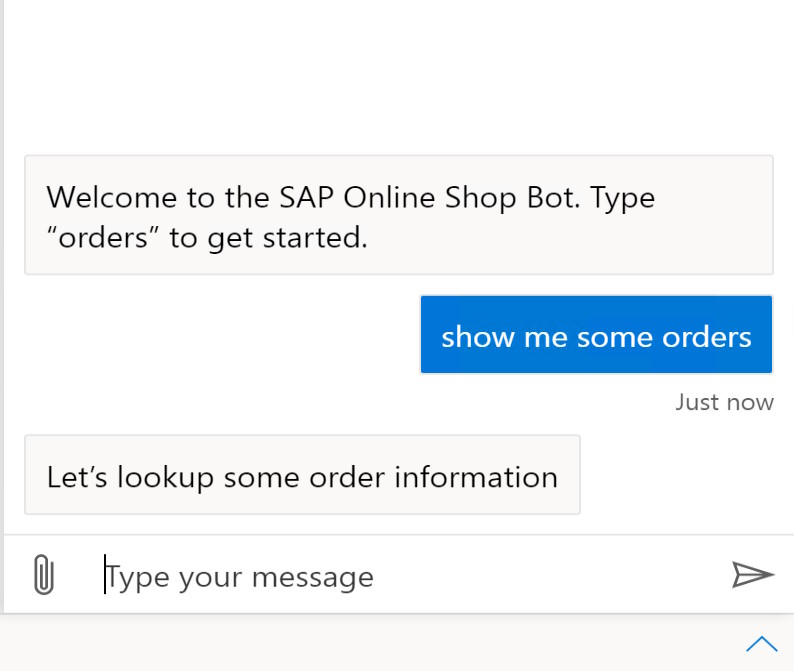 Welcome to the SAP Online Shop Bot. Type
“orders” to get started.
show me some orders
Just now
Let’s lookup some order information
Type your message